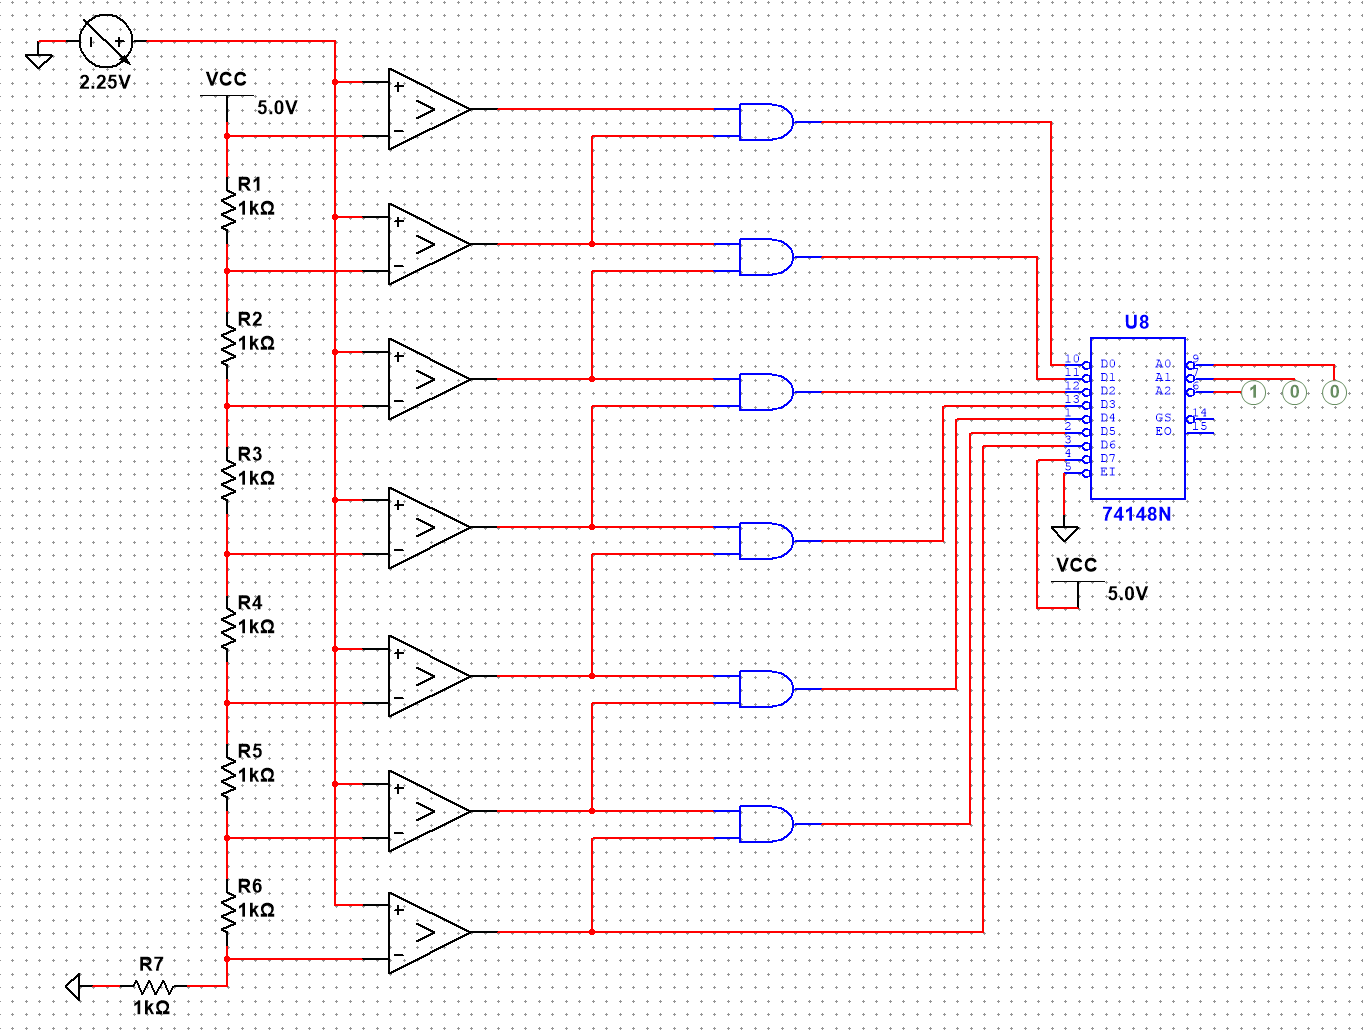 2.25V
VCC
5.0V
R1
1kΩ
R2
1kΩ
R3
1kΩ
R4
1kΩ
R5
1kΩ
R6
1kΩ
R7
1kΩ
U8
10 D0 A0 9
11 D1 A1 7
12 D2 A2 6
13 D3
1 D4 GS 14
2 D5 EO 15
3 D6
4 D7
5 EI
74148N
1 0 0
VCC
5.0V